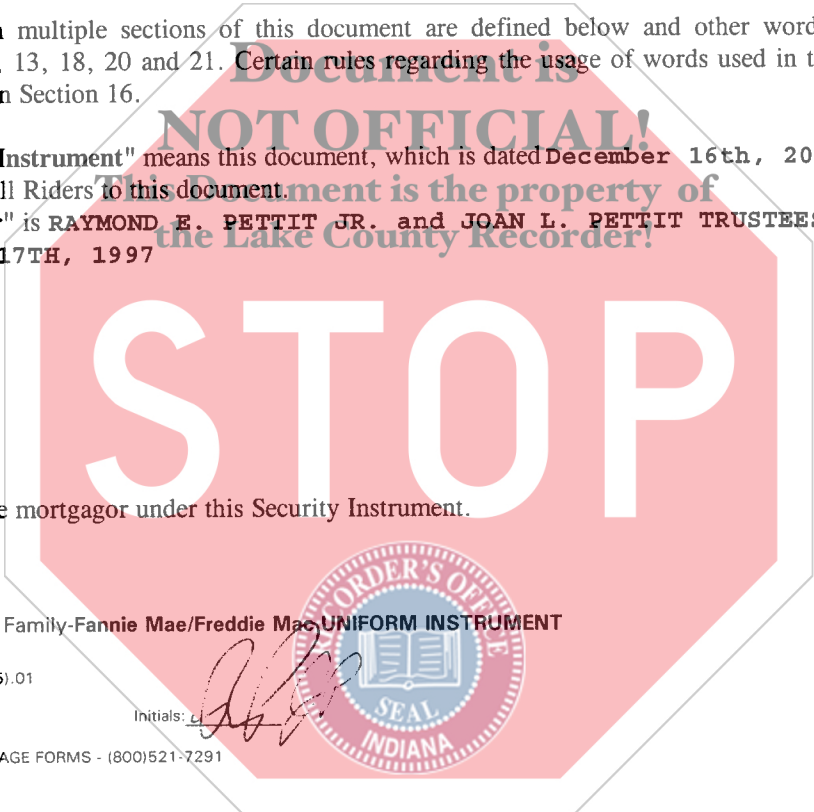 multiple sections of this document are defined below and other word
13, 18, 20 and 21. Certain rules regarding the usage of words used in t
n Section 16.
Document is
NOT OFFICIAL!
This Document is the property of
the Lake County Recorder!
Instrument" means this document, which is dated December 16th, 20
ll Riders to this document.
" is RAYMOND E. PETTIT JR. and JOAN L. PETTIT TRUSTEES
17TH, 1997
STOP
e mortgagor under this Security Instrument.
RECORDER'S OFFICE
SEAL
INDIANA
Family-Fannie Mae/Freddie Mac UNIFORM INSTRUMENT
).01
Initials:
AGE FORMS - (800)521-7291